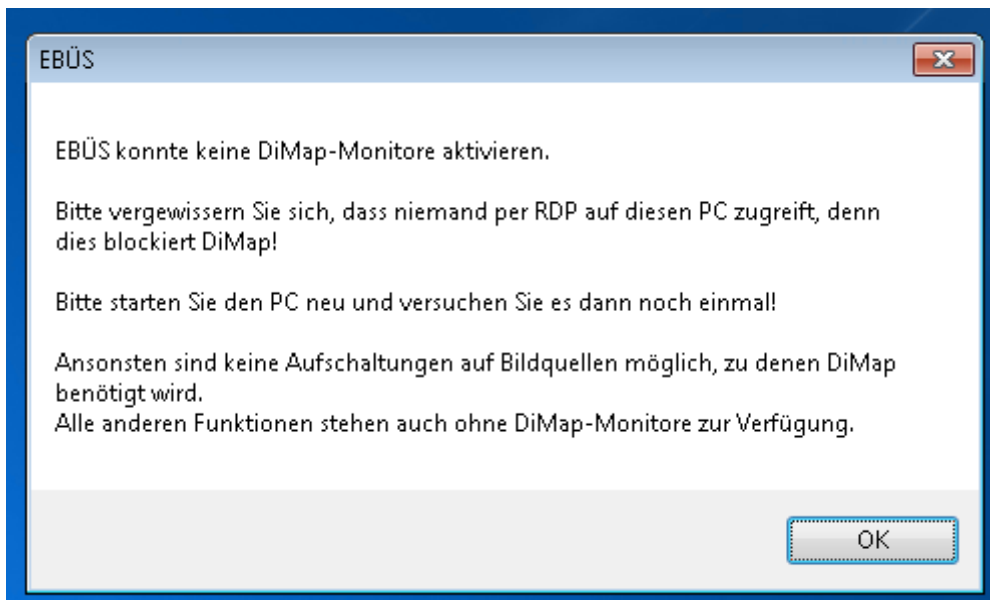 EBÜS
EBÜS konnte keine DiMap-Monitore aktivieren.
Bitte vergewissern Sie sich, dass niemand per RDP auf diesen PC zugreift, denn
dies blockiert DiMap!
Bitte starten Sie den PC neu und versuchen Sie es dann noch einmal!
Ansonsten sind keine Aufschaltungen auf Bildquellen möglich, zu denen DiMap
benötigt wird.
Alle anderen Funktionen stehen auch ohne DiMap-Monitore zur Verfügung.
OK